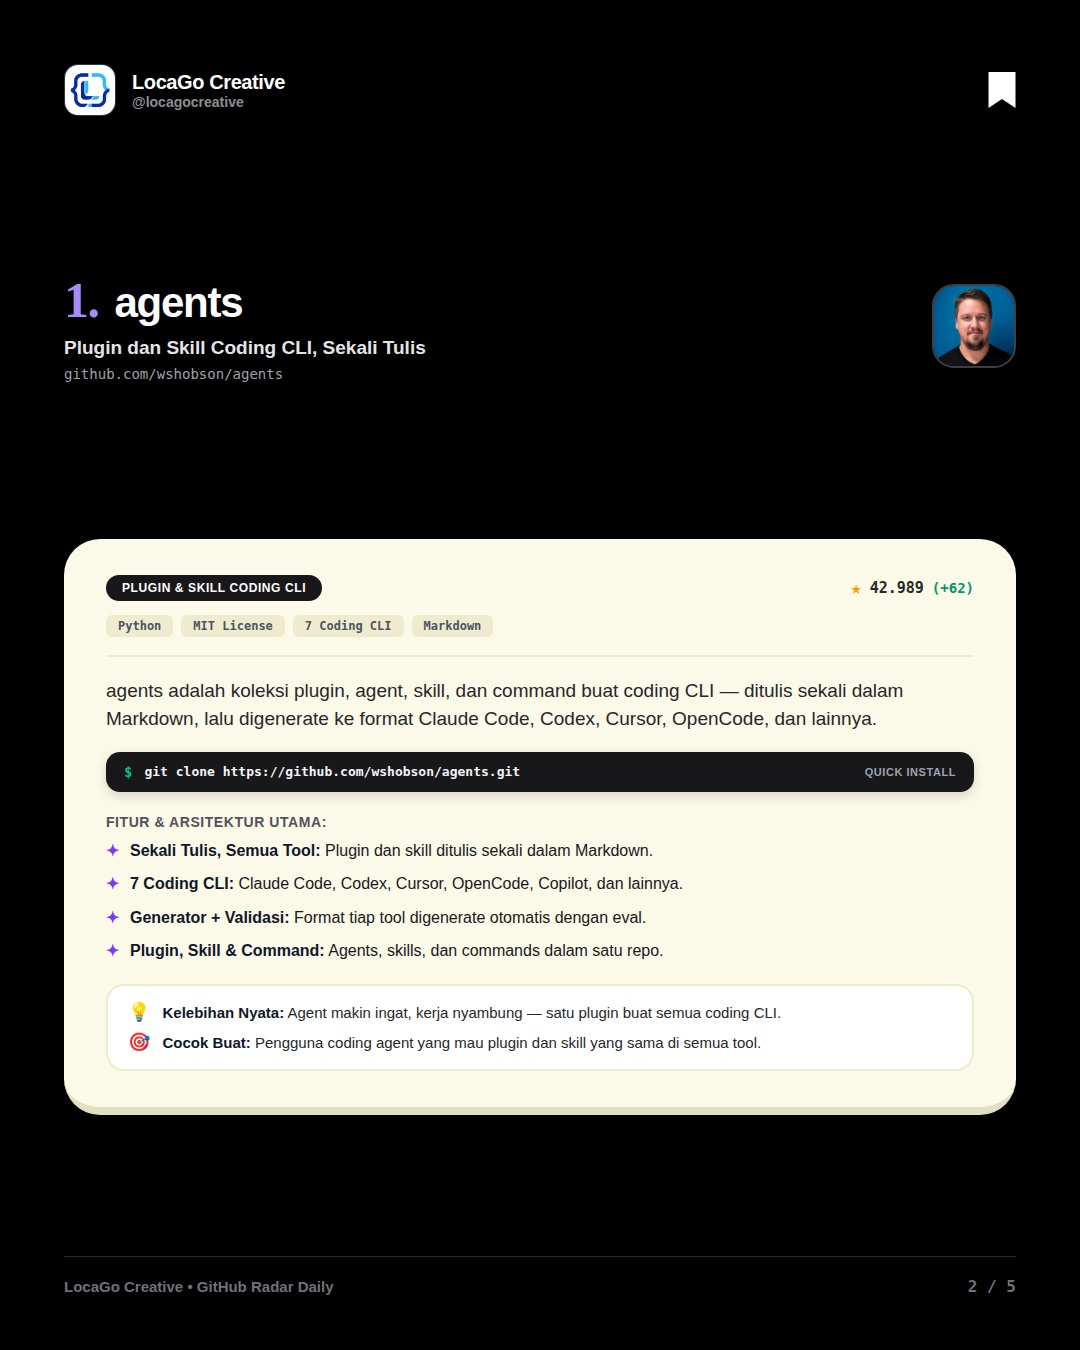 LocaGo Creative
@locagocreative
1. agents
Plugin dan Skill Coding CLI, Sekali Tulis
github.com/wshobson/agents
PLUGIN & SKILL CODING CLI
★ 42.989 (+62)
Python MIT License 7 Coding CLI Markdown
agents adalah koleksi plugin, agent, skill, dan command buat coding CLI — ditulis sekali dalam
Markdown, lalu digenerate ke format Claude Code, Codex, Cursor, OpenCode, dan lainnya.
$ git clone https://github.com/wshobson/agents.git QUICK INSTALL
FITUR & ARSITEKTUR UTAMA:
✦ Sekali Tulis, Semua Tool: Plugin dan skill ditulis sekali dalam Markdown.
✦ 7 Coding CLI: Claude Code, Codex, Cursor, OpenCode, Copilot, dan lainnya.
✦ Generator + Validasi: Format tiap tool digenerate otomatis dengan eval.
✦ Plugin, Skill & Command: Agents, skills, dan commands dalam satu repo.
💡 Kelebihan Nyata: Agent makin ingat, kerja nyambung — satu plugin buat semua coding CLI.
🎯 Cocok Buat: Pengguna coding agent yang mau plugin dan skill yang sama di semua tool.
LocaGo Creative • GitHub Radar Daily
2 / 5